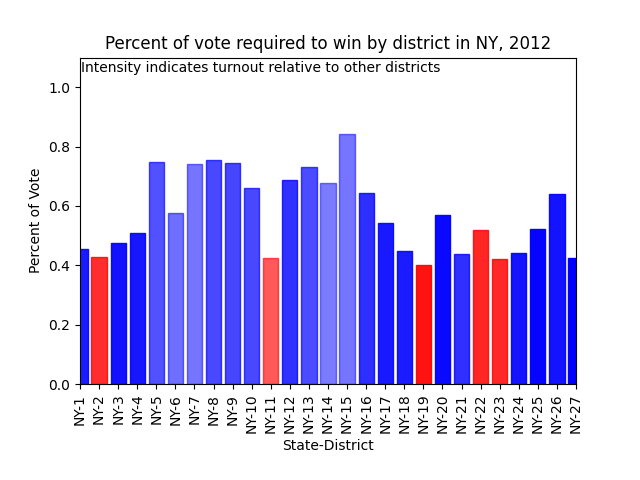 Percent of vote required to win by district in NY, 2012
Intensity indicates turnout relative to other districts
1.0
0.8
0.6
0.4
0.2
0.0
Percent of Vote
NY-1
NY-2
NY-3
NY-4
NY-5
NY-6
NY-7
NY-8
NY-9
NY-10
NY-11
NY-12
NY-13
NY-14
NY-15
NY-16
NY-17
NY-18
NY-19
NY-20
NY-21
NY-22
NY-23
NY-24
NY-25
NY-26
NY-27
State-District